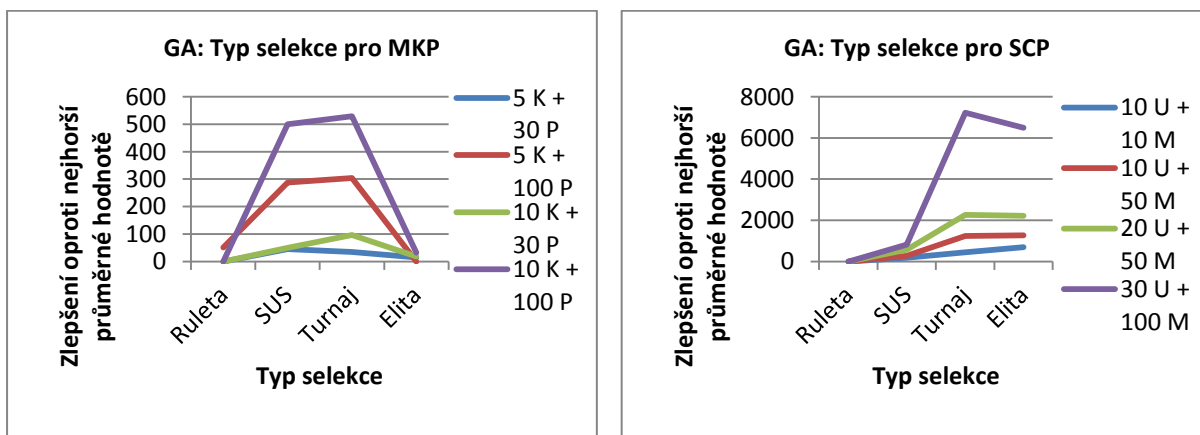 GA: Typ selekce pro MKP
Zlepšení oproti nejhorší
průměrné hodnotě
600
500
400
300
200
100
0
Ruleta
SUS
Turnaj
Elita
Typ selekce
5 K +
30 P
5 K +
100 P
10 K +
30 P
10 K +
100 P
GA: Typ selekce pro SCP
Zlepšení oproti nejhorší
průměrné hodnotě
8000
6000
4000
2000
0
Ruleta
SUS
Turnaj
Elita
Typ selekce
10 U +
10 M
10 U +
50 M
20 U +
50 M
30 U +
100 M